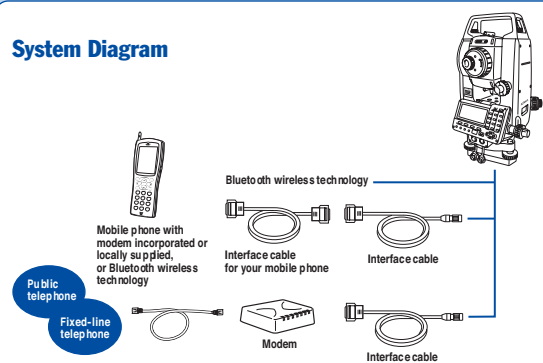 System Diagram
Bluetooth wireless technology
Mobile phone with
modem incorporated or
locally supplied,
or Bluetooth wireless
technology
Interface cable
for your mobile phone
Interface cable
Public
telephone
Fixed-line
telephone
Modem
Interface cable